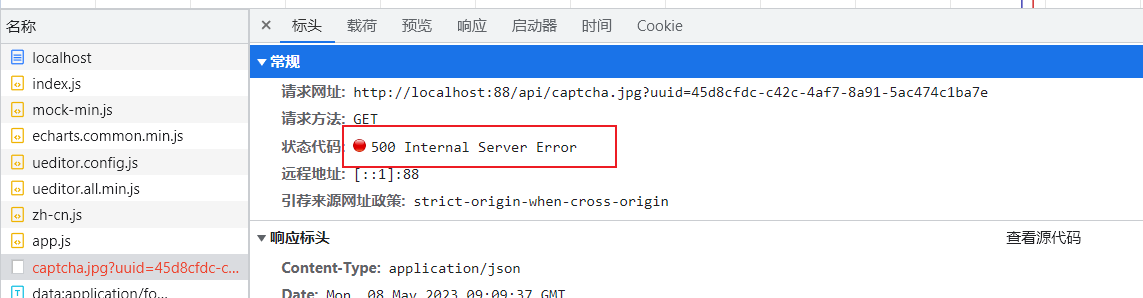 名称
localhost
index.js
mock-min.js
echarts.common.min.js
ueditor.config.js
ueditor.all.min.js
zh-cn.js
app.js
captcha.jpg?uuid=45d8cfdc-c...
data:application/fo...
× 标头 载荷 预览 响应 启动器 时间 Cookie
▼常规
请求网址: http://localhost:88/api/captcha.jpg?uuid=45d8cfdc-c42c-4af7-8a91-5ac474c1ba7e
请求方法: GET
状态代码: 500 Internal Server Error
远程地址: [::1]:88
引荐来源网址政策: strict-origin-when-cross-origin
▼响应标头 查看源代码
Content-Type: application/json
Date: Mon, 08 May 2023 09:09:37 GMT